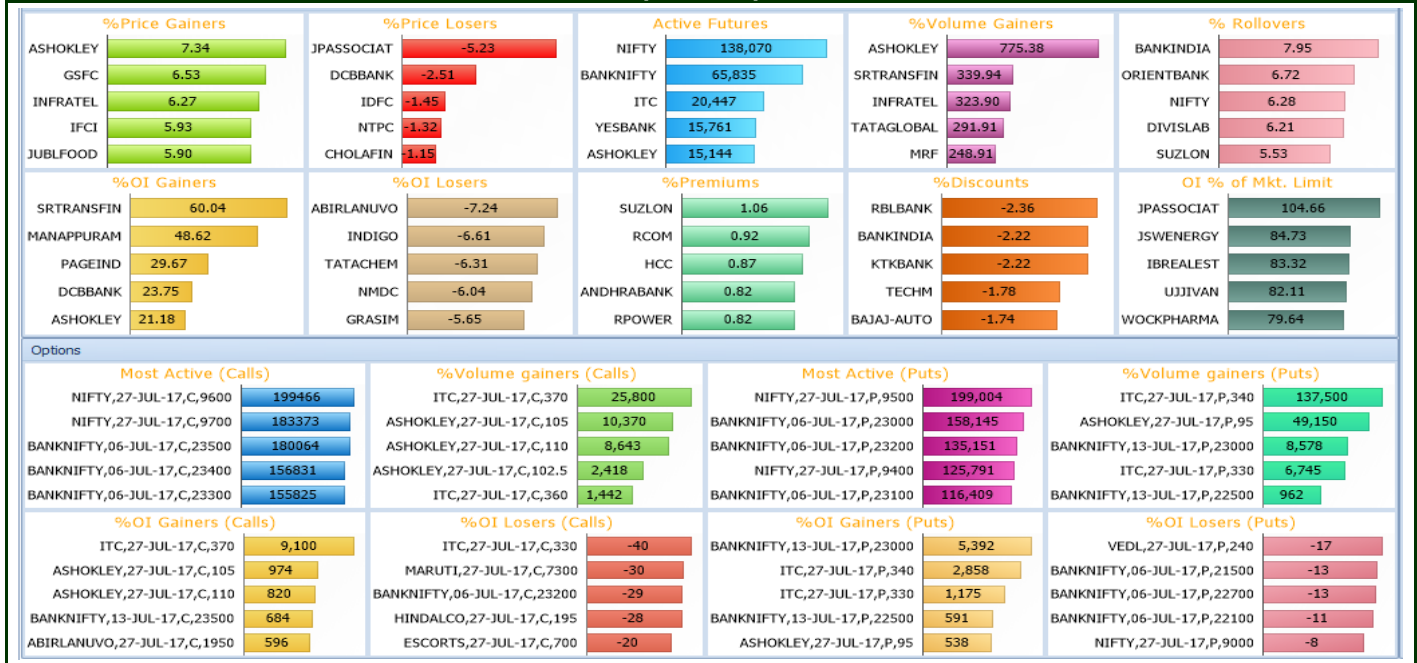 %Price Gainers
ASHOKLEY 7.34
GSFC 6.53
INFRATEL 6.27
IFCI 5.93
JUBLFOOD 5.90
%Price Losers
JPASSOCIAT -5.23
DCBBANK -2.51
IDFC -1.45
NTPC -1.32
CHOLAFIN -1.15
Active Futures
NIFTY 138,070
BANKNIFTY 65,835
ITC 20,447
YESBANK 15,761
ASHOKLEY 15,144
%Volume Gainers
ASHOKLEY 775.38
SRTRANSFIN 339.94
INFRATEL 323.90
TATAGLOBAL 291.91
MRF 248.91
% Rollovers
BANKINDIA 7.95
ORIENTBANK 6.72
NIFTY 6.28
DIVISLAB 6.21
SUZLON 5.53
%OI Gainers
SRTRANSFIN 60.04
MANAPPURAM 48.62
PAGEIND 29.67
DCBBANK 23.75
ASHOKLEY 21.18
%OI Losers
ABIRLANUVO -7.24
INDIGO -6.61
TATACHEM -6.31
NMDC -6.04
GRASIM -5.65
%Premiums
SUZLON 1.06
RCOM 0.92
HCC 0.87
ANDHRABANK 0.82
RPOWER 0.82
%Discounts
RBLBANK -2.36
BANKINDIA -2.22
KTKBANK -2.22
TECHM -1.78
BAJAJ-AUTO -1.74
OI % of Mkt. Limit
JPASSOCIAT 104.66
JSWENERGY 84.73
IBREALEST 83.32
UJJIVAN 82.11
WOCKPHARMA 79.64
Options
Most Active (Calls)
NIFTY,27-JUL-17,C,9600 199466
NIFTY,27-JUL-17,C,9700 183373
BANKNIFTY,06-JUL-17,C,23500 180064
BANKNIFTY,06-JUL-17,C,23400 156831
BANKNIFTY,06-JUL-17,C,23300 155825
%Volume gainers (Calls)
ITC,27-JUL-17,C,370 25,800
ASHOKLEY,27-JUL-17,C,105 10,370
ASHOKLEY,27-JUL-17,C,110 8,643
ASHOKLEY,27-JUL-17,C,102.5 2,418
ITC,27-JUL-17,C,360 1,442
Most Active (Puts)
NIFTY,27-JUL-17,P,9500 199,004
BANKNIFTY,06-JUL-17,P,23000 158,145
BANKNIFTY,06-JUL-17,P,23200 135,151
NIFTY,27-JUL-17,P,9400 125,791
BANKNIFTY,06-JUL-17,P,23100 116,409
%Volume gainers (Puts)
ITC,27-JUL-17,P,340 137,500
ASHOKLEY,27-JUL-17,P,95 49,150
BANKNIFTY,13-JUL-17,P,23000 8,578
ITC,27-JUL-17,P,330 6,745
BANKNIFTY,13-JUL-17,P,22500 962
%OI Gainers (Calls)
ITC,27-JUL-17,C,370 9,100
ASHOKLEY,27-JUL-17,C,105 974
ASHOKLEY,27-JUL-17,C,110 820
BANKNIFTY,13-JUL-17,C,23500 684
ABIRLANUVO,27-JUL-17,C,1950 596
%OI Losers (Calls)
ITC,27-JUL-17,C,330 -40
MARUTI,27-JUL-17,C,7300 -30
BANKNIFTY,06-JUL-17,C,23200 -29
HINDALCO,27-JUL-17,C,195 -28
ESCORTS,27-JUL-17,C,700 -20
%OI Gainers (Puts)
BANKNIFTY,13-JUL-17,P,23000 5,392
ITC,27-JUL-17,P,340 2,858
ITC,27-JUL-17,P,330 1,175
BANKNIFTY,13-JUL-17,P,22500 591
ASHOKLEY,27-JUL-17,P,95 538
%OI Losers (Puts)
VEDL,27-JUL-17,P,240 -17
BANKNIFTY,06-JUL-17,P,21500 -13
BANKNIFTY,06-JUL-17,P,22700 -13
BANKNIFTY,06-JUL-17,P,22100 -11
NIFTY,27-JUL-17,P,9000 -8